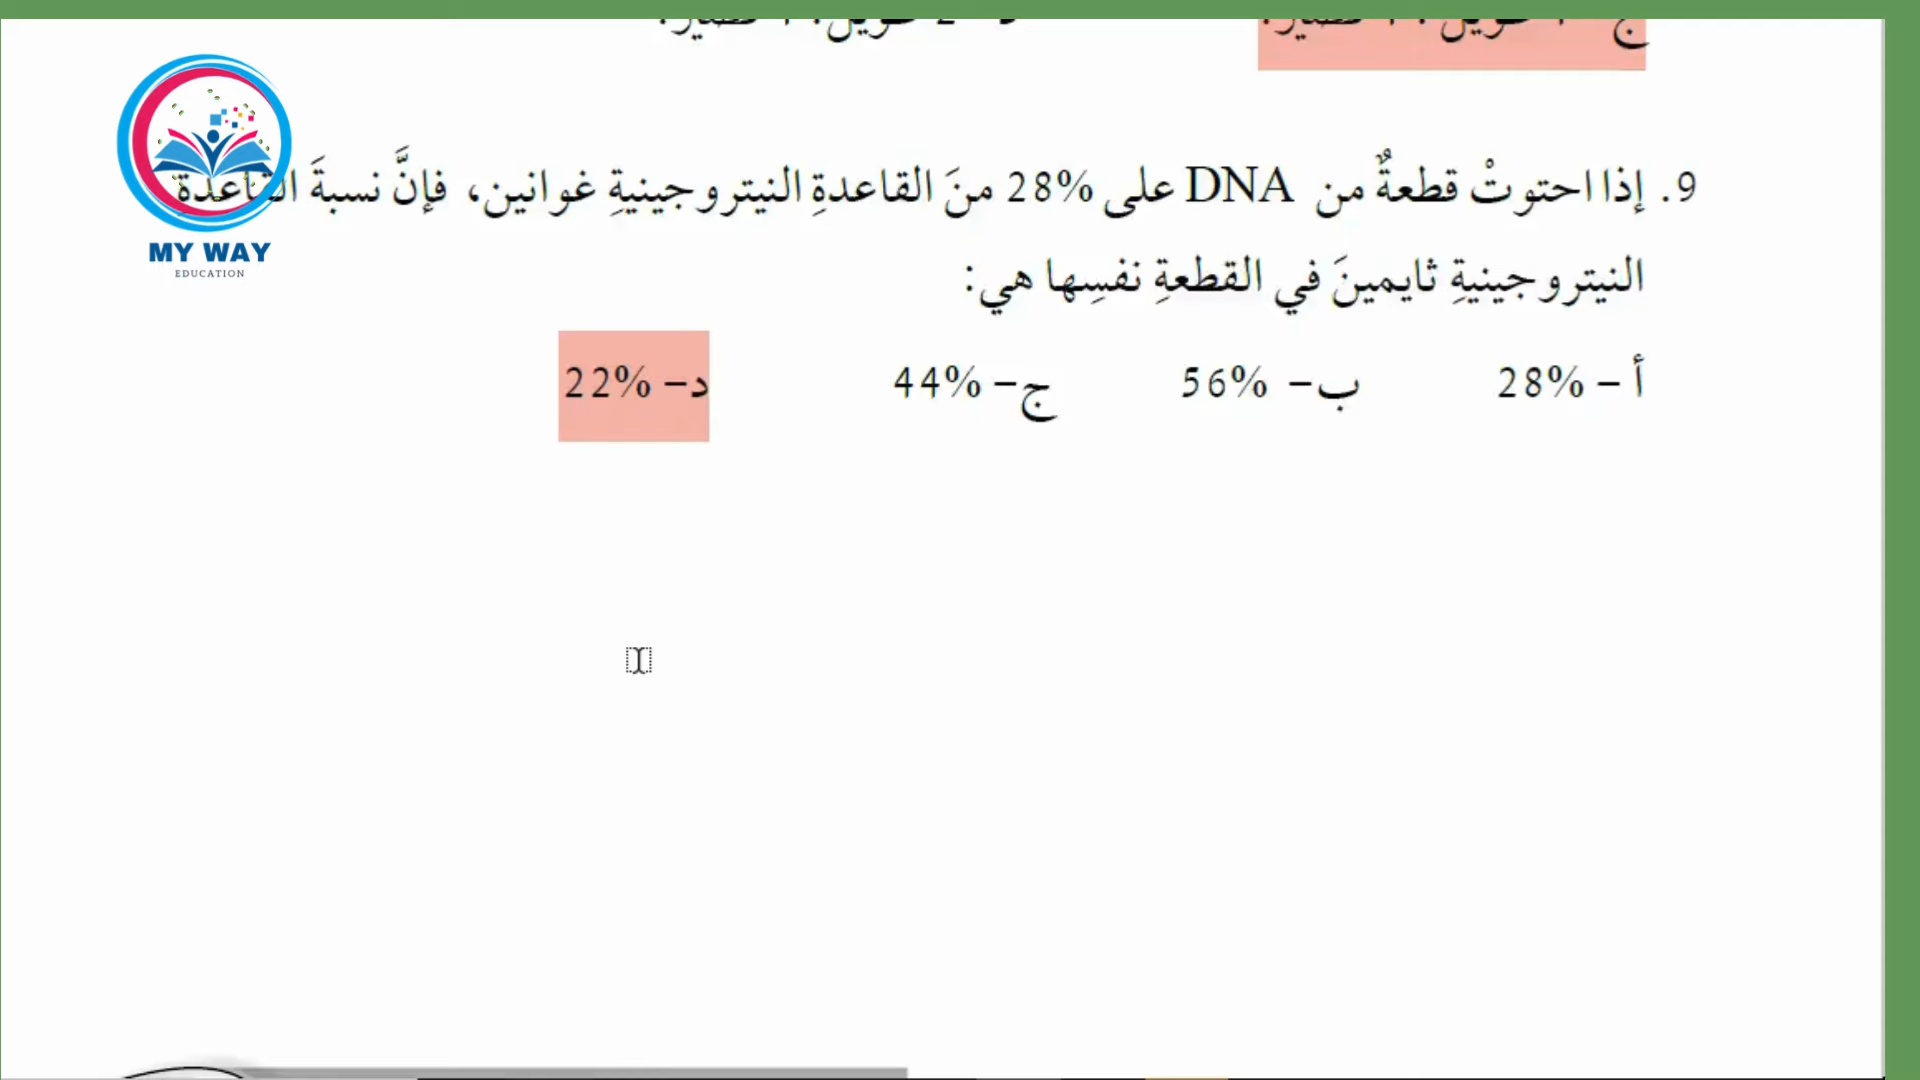 9. إذا احتوتْ قطعةٌ من DNA على %28 منَ القاعدةِ النيتروجينيةِ غوانين، فإنَّ نسبةَ القاعدةِ
النيتروجينيةِ ثايمينَ في القطعةِ نفسِها هي:
أ – %28 ب– %56 ج– %44 د– %22
MY WAY
EDUCATION